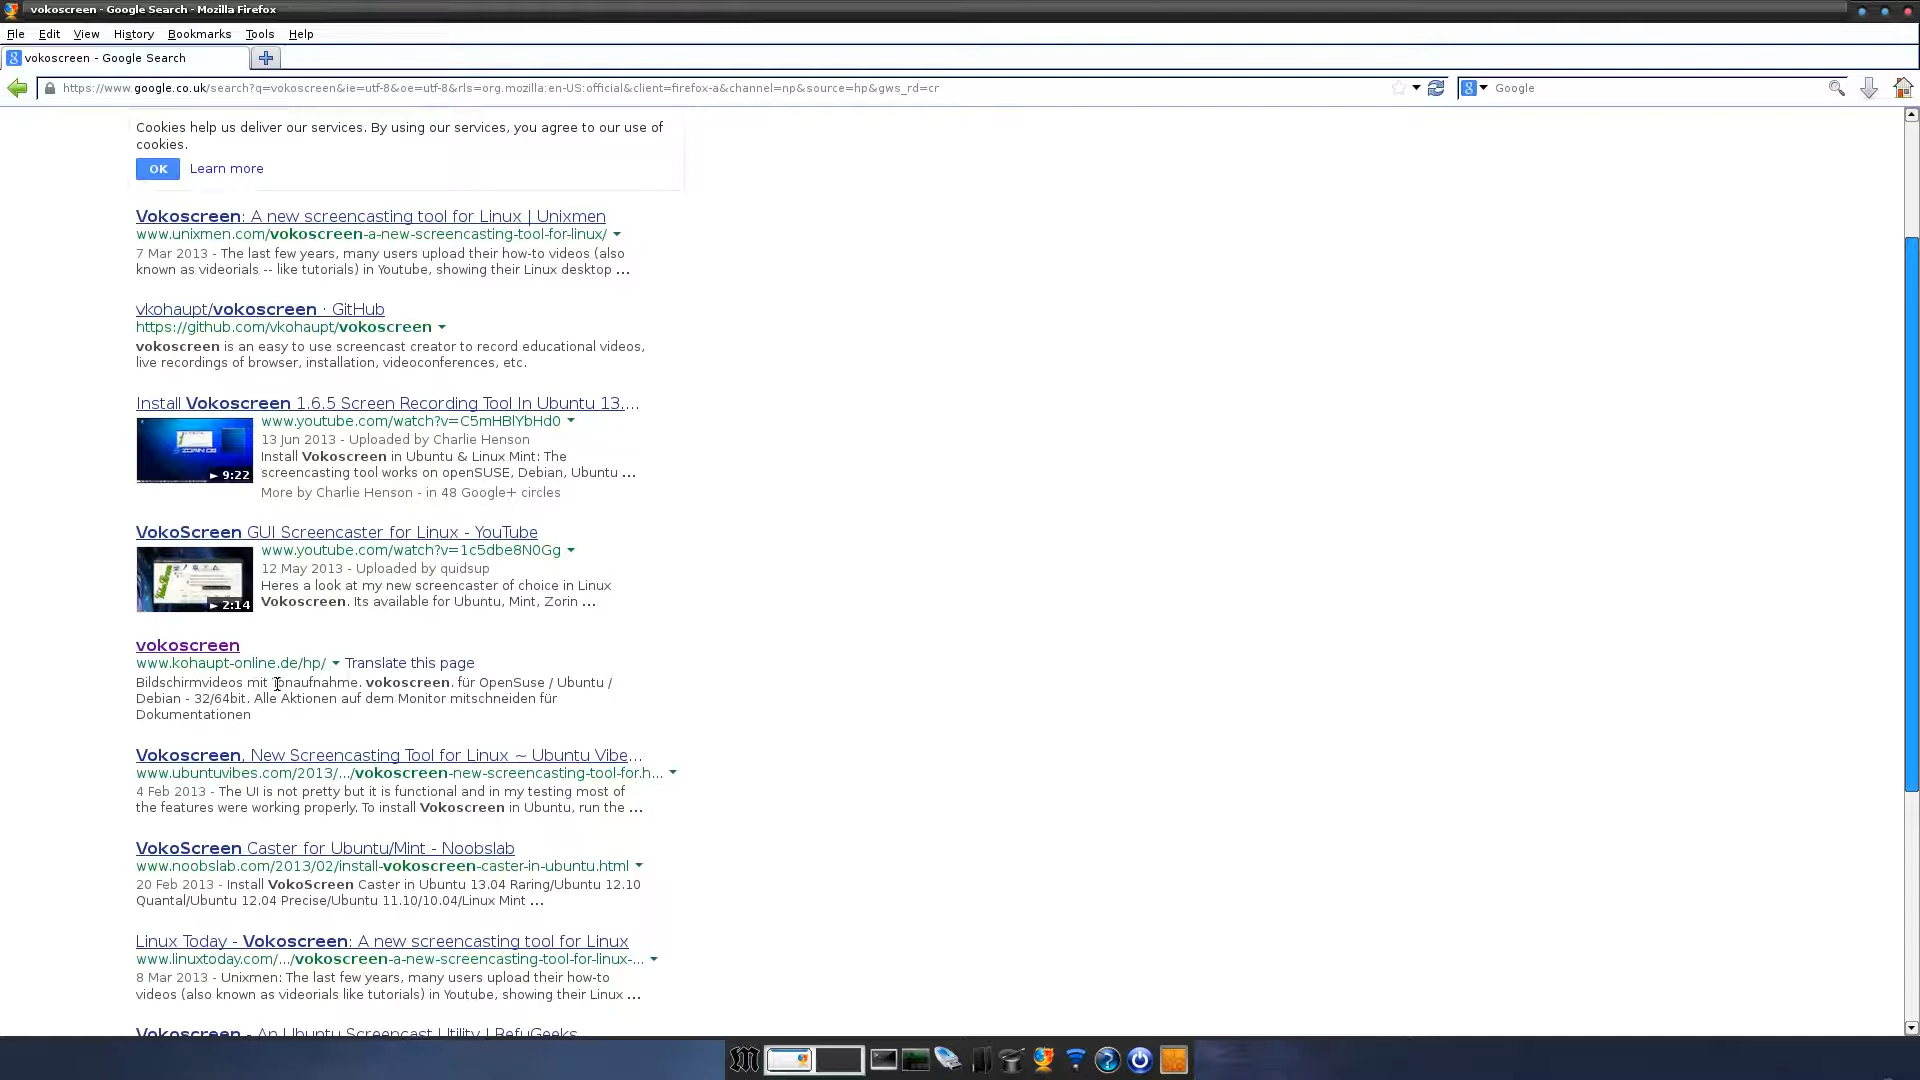 vokoscreen - Google Search - Mozilla Firefox
File Edit View History Bookmarks Tools Help
vokoscreen - Google Search
https://www.google.co.uk/search?q=vokoscreen&ie=utf-8&oe=utf-8&rls=org.mozilla:en-US:official&client=firefox-a&channel=np&source=hp&gws_rd=cr
Google
Cookies help us deliver our services. By using our services, you agree to our use of
cookies.
OK Learn more
Vokoscreen: A new screencasting tool for Linux | Unixmen
www.unixmen.com/vokoscreen-a-new-screencasting-tool-for-linux/
7 Mar 2013 - The last few years, many users upload their how-to videos (also
known as videorials -- like tutorials) in Youtube, showing their Linux desktop ...
vkohaupt/vokoscreen · GitHub
https://github.com/vkohaupt/vokoscreen
vokoscreen is an easy to use screencast creator to record educational videos,
live recordings of browser, installation, videoconferences, etc.
Install Vokoscreen 1.6.5 Screen Recording Tool In Ubuntu 13....
www.youtube.com/watch?v=C5mHBlYbHd0
13 Jun 2013 - Uploaded by Charlie Henson
Install Vokoscreen in Ubuntu & Linux Mint: The
screencasting tool works on openSUSE, Debian, Ubuntu ...
9:22
More by Charlie Henson - in 48 Google+ circles
VokoScreen GUI Screencaster for Linux - YouTube
www.youtube.com/watch?v=1c5dbe8N0Gg
12 May 2013 - Uploaded by quidsup
Heres a look at my new screencaster of choice in Linux
Vokoscreen. Its available for Ubuntu, Mint, Zorin ...
2:14
vokoscreen
www.kohaupt-online.de/hp/ Translate this page
Bildschirmvideos mit Tonaufnahme. vokoscreen. für OpenSuse / Ubuntu /
Debian - 32/64bit. Alle Aktionen auf dem Monitor mitschneiden für
Dokumentationen
Vokoscreen, New Screencasting Tool for Linux ~ Ubuntu Vibe...
www.ubuntuvibes.com/2013/.../vokoscreen-new-screencasting-tool-for.h...
4 Feb 2013 - The UI is not pretty but it is functional and in my testing most of
the features were working properly. To install Vokoscreen in Ubuntu, run the ...
VokoScreen Caster for Ubuntu/Mint - Noobslab
www.noobslab.com/2013/02/install-vokoscreen-caster-in-ubuntu.html
20 Feb 2013 - Install VokoScreen Caster in Ubuntu 13.04 Raring/Ubuntu 12.10
Quantal/Ubuntu 12.04 Precise/Ubuntu 11.10/10.04/Linux Mint ...
Linux Today - Vokoscreen: A new screencasting tool for Linux
www.linuxtoday.com/.../vokoscreen-a-new-screencasting-tool-for-linux-...
8 Mar 2013 - Unixmen: The last few years, many users upload their how-to
videos (also known as videorials like tutorials) in Youtube, showing their Linux ...
Vokoscreen - An Ubuntu Screencast Utility | RefuGeeks